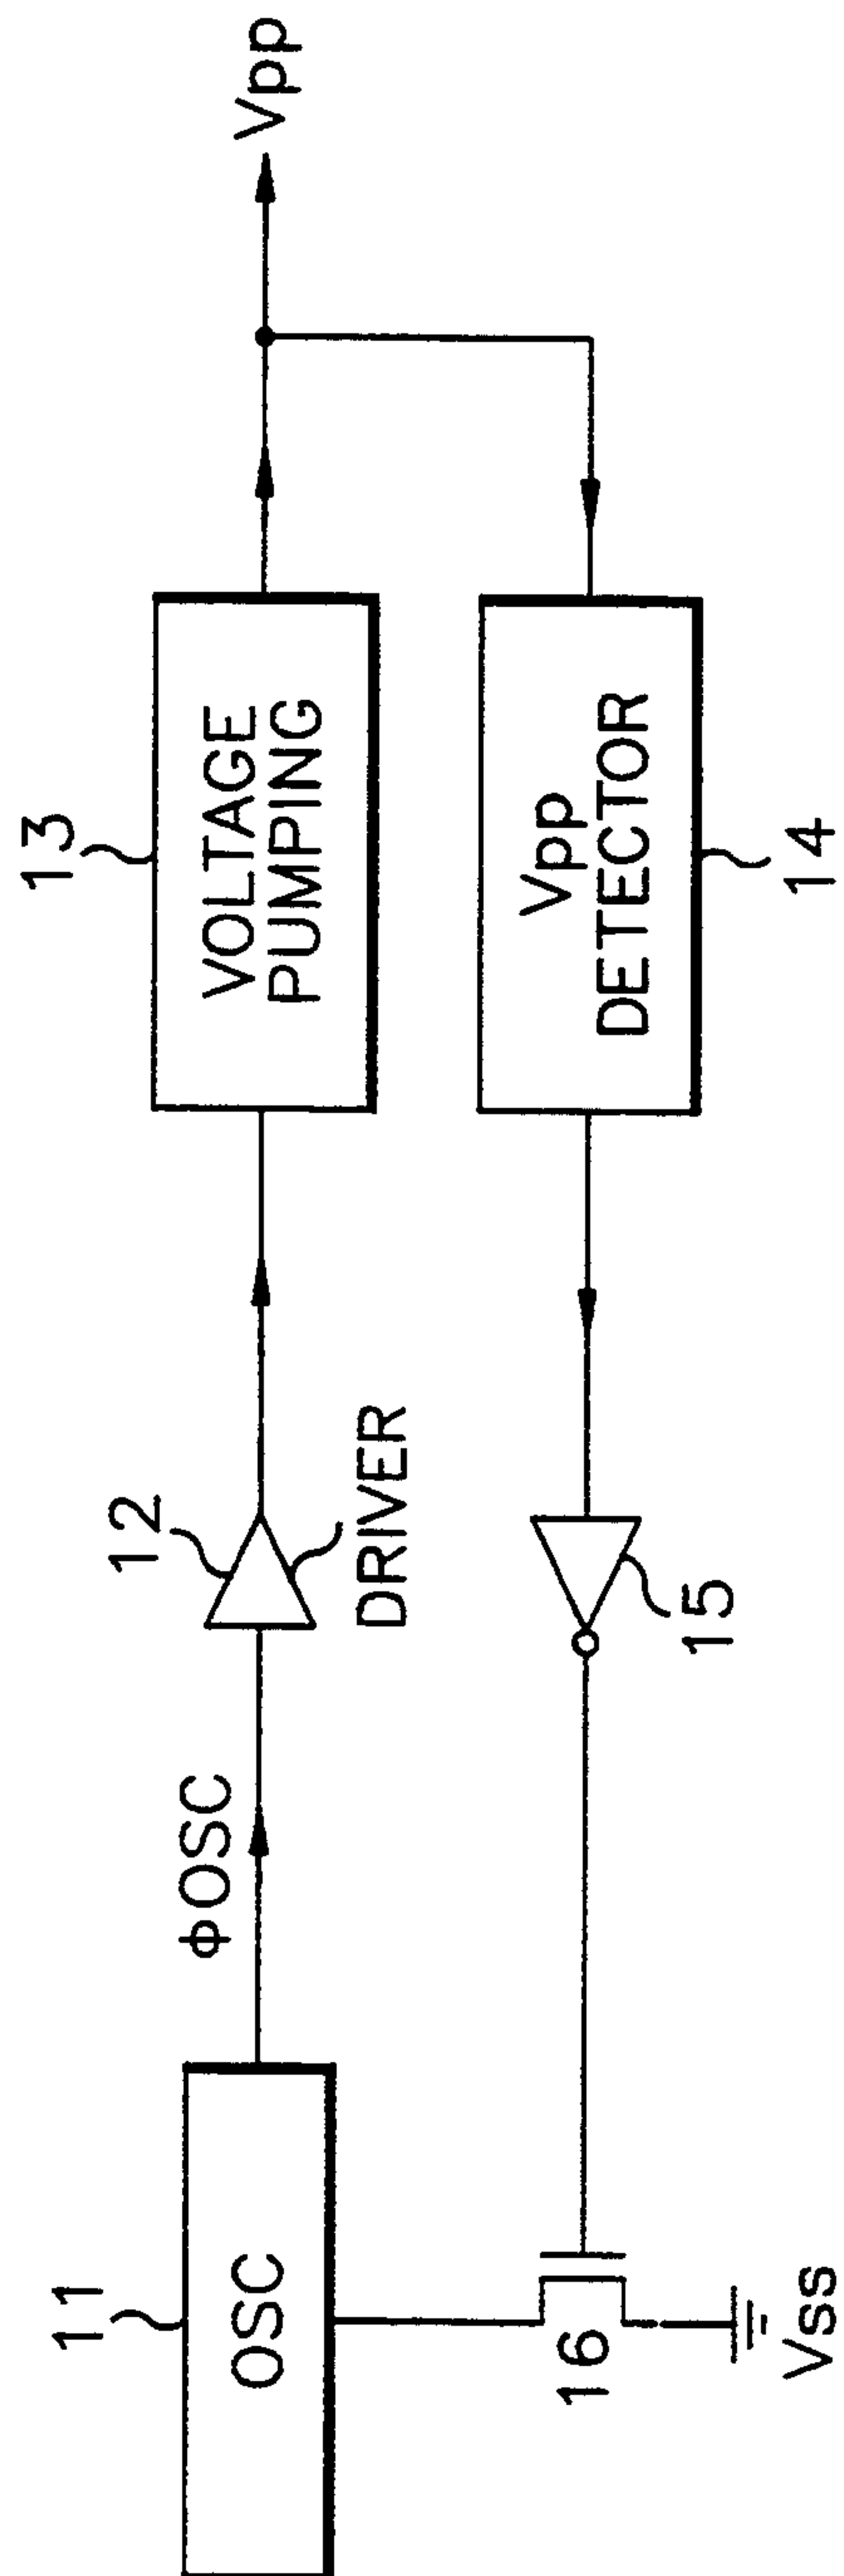 11
OSC
ϕOSC
12
DRIVER
13
VOLTAGE
PUMPING
Vpp
Vpp
DETECTOR
14
15
16
Vss